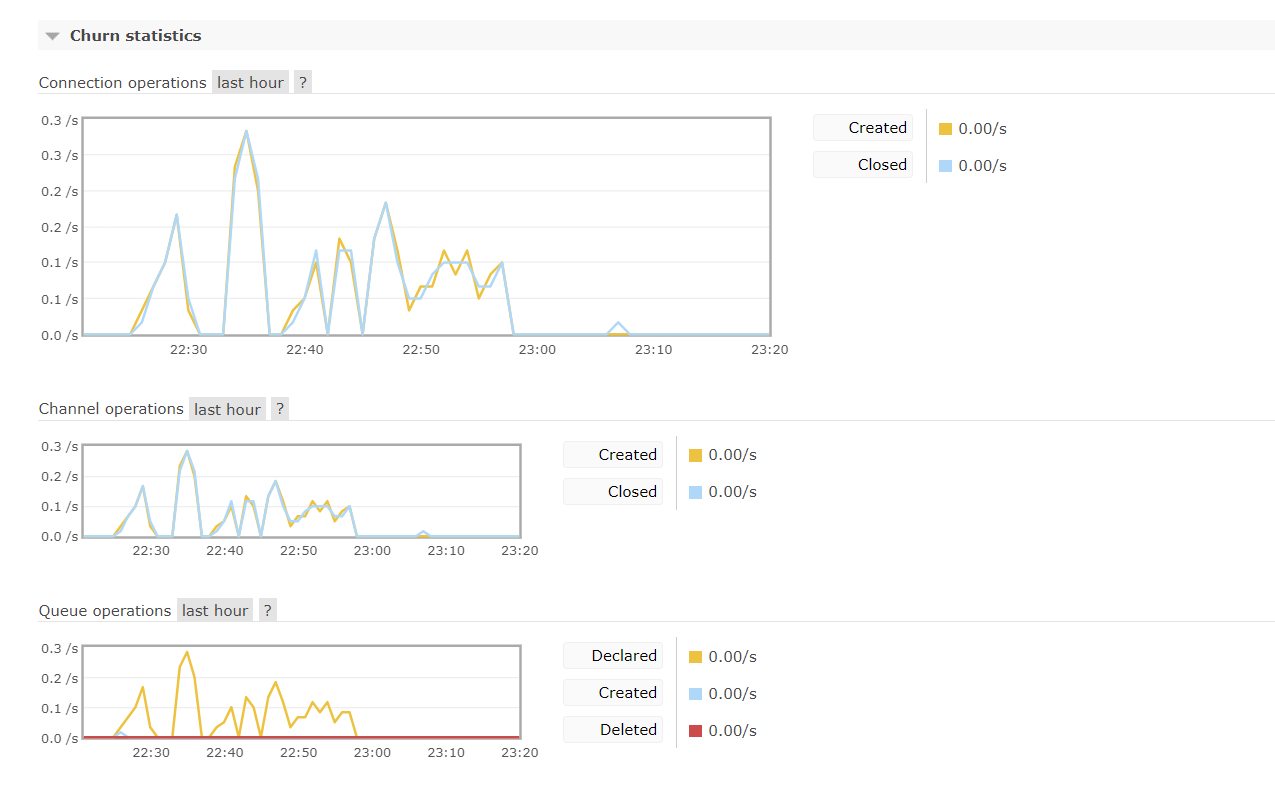 Churn statistics
Connection operations last hour ?
0.3 /s
0.3 /s
0.2 /s
0.2 /s
0.1 /s
0.1 /s
0.0 /s
22:30 22:40 22:50 23:00 23:10 23:20
Created 0.00/s
Closed 0.00/s
Channel operations last hour ?
0.3 /s
0.2 /s
0.1 /s
0.0 /s
22:30 22:40 22:50 23:00 23:10 23:20
Created 0.00/s
Closed 0.00/s
Queue operations last hour ?
0.3 /s
0.2 /s
0.1 /s
0.0 /s
22:30 22:40 22:50 23:00 23:10 23:20
Declared 0.00/s
Created 0.00/s
Deleted 0.00/s